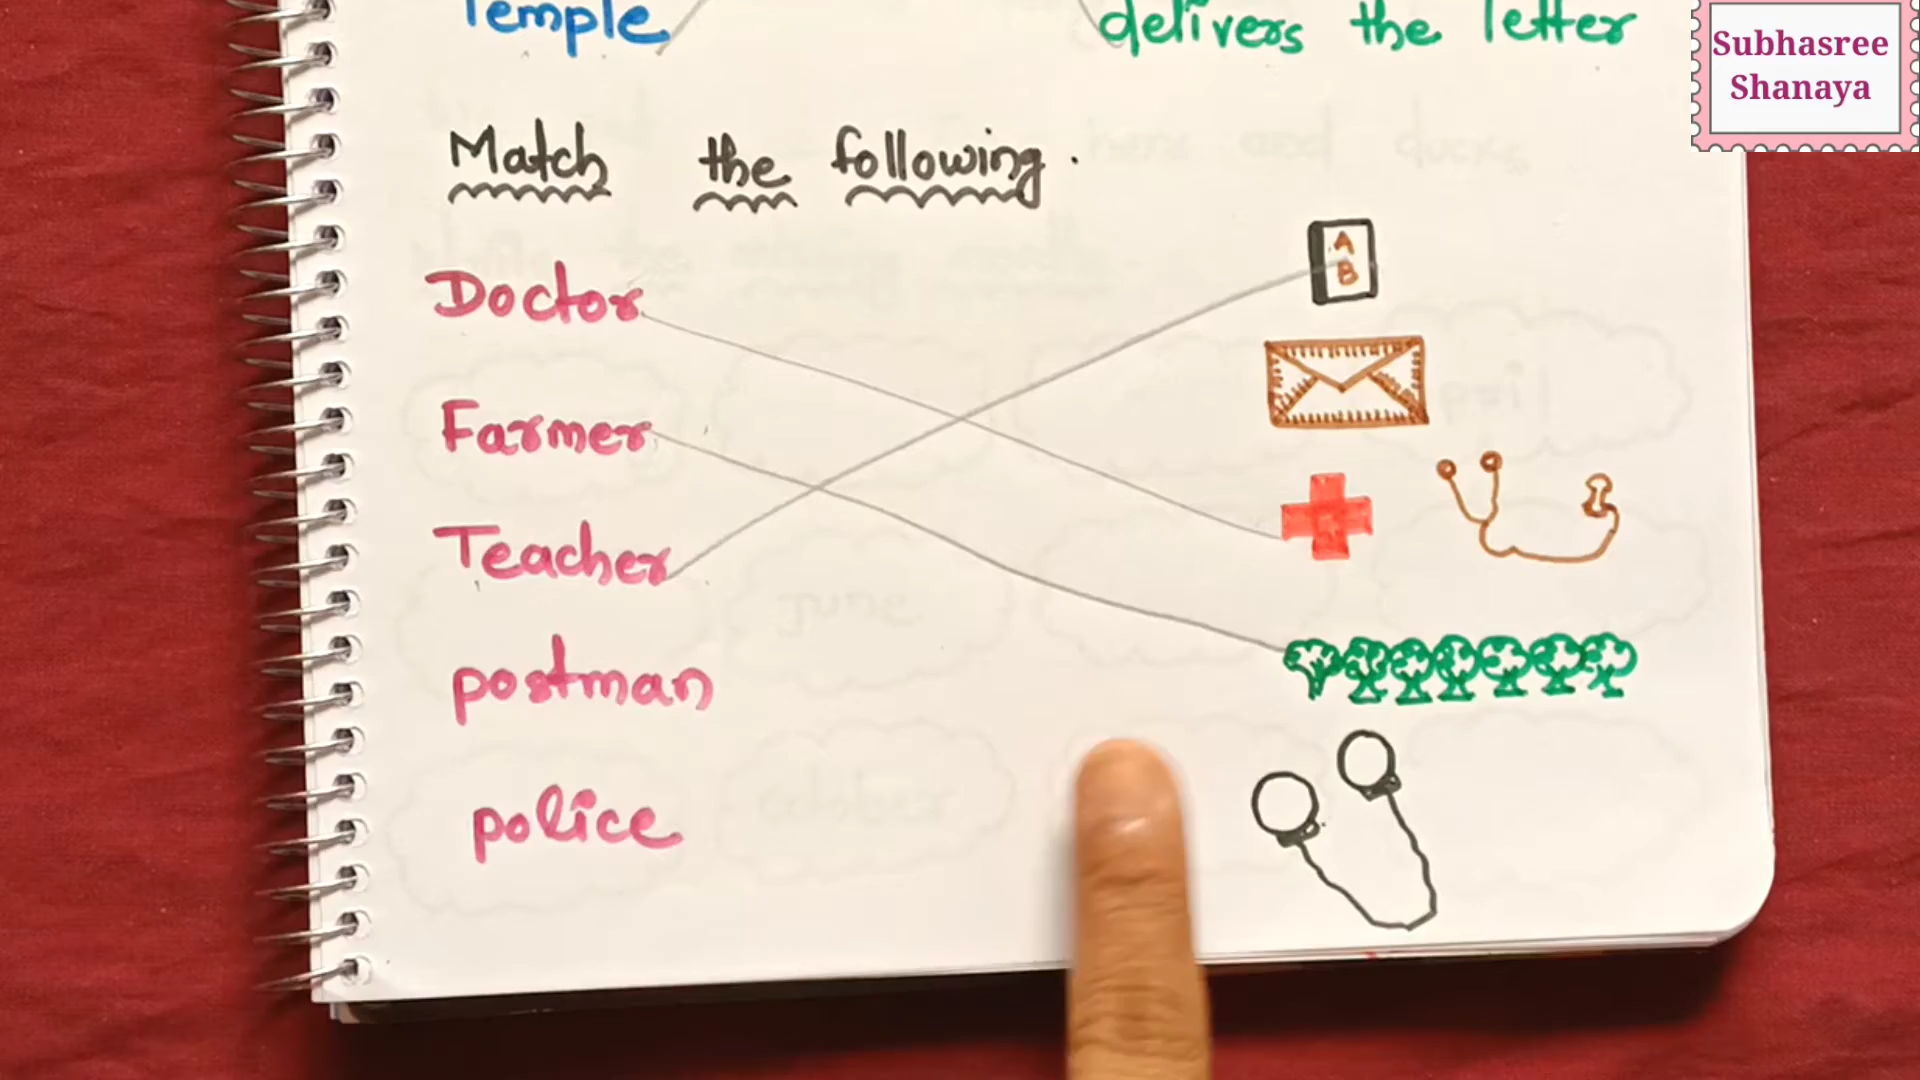 Temple delivers the letter
Match the following.
Doctor
A
B
Farmer
Teacher
postman
police
Subhasree
Shanaya